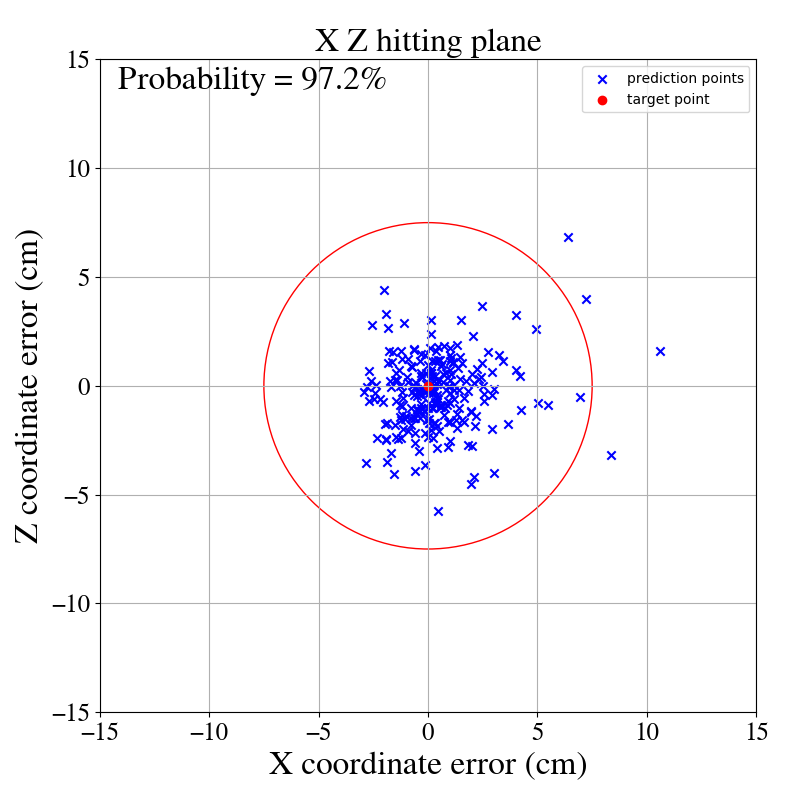 X Z hitting plane
Probability = 97.2%
prediction points
target point
15
10
5
0
−5
−10
−15
Z coordinate error (cm)
−15 −10 −5 0 5 10 15
X coordinate error (cm)